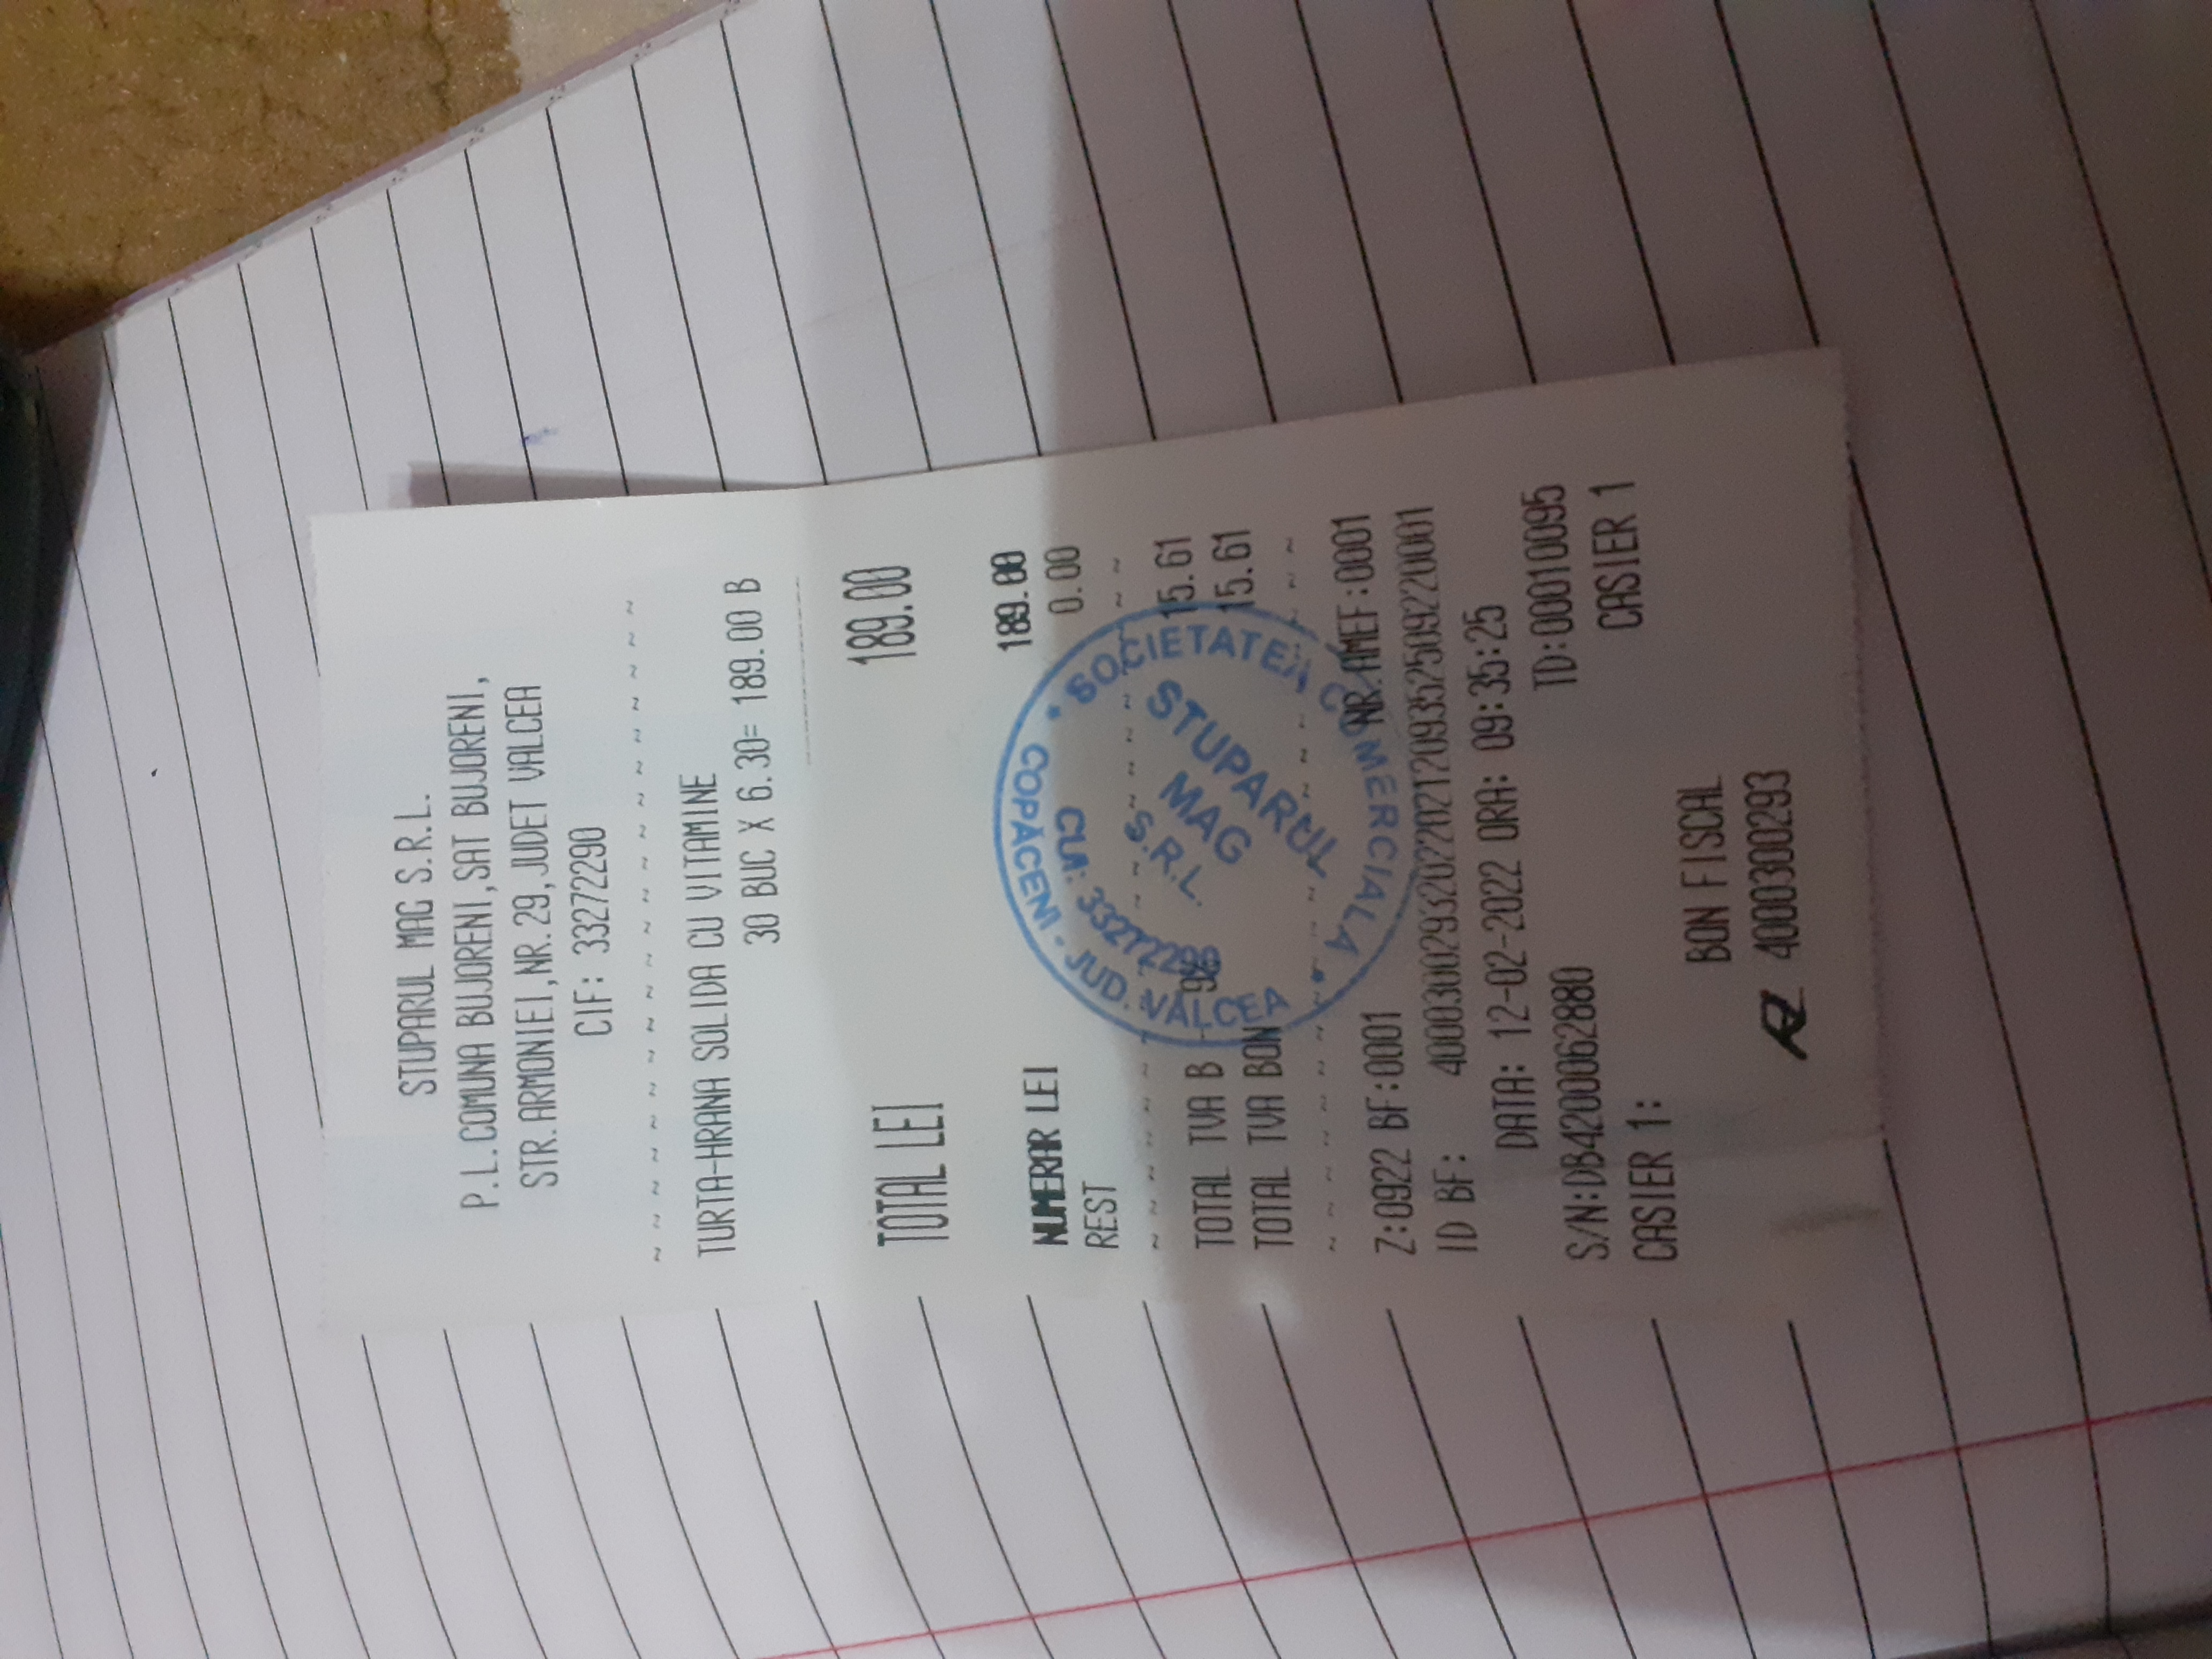 STUPARUL MAG S.R.L.
P.L.COMUNA BUJORENI,SAT BUJORENI,
STR.ARMONIEI,NR.29,JUDET VALCEA
CIF: 33272290
TURTA-HRANA SOLIDA CU VITAMINE
30 BUC X 6.30= 189.00 B
TOTAL LEI 189.00
NUMERAR LEI 189.00
REST 0.00
TOTAL TVA B - 9% 15.61
TOTAL TVA BON 15.61
Z:0922 BF:0001 NR.AMEF:0001
ID BF: 40003002932022021209352509220001
DATA: 12-02-2022 ORA: 09:35:25
S/N:DB4200062880 TD:00010095
CASIER 1: CASIER 1
BON FISCAL
4000300293
* SOCIETATEA COMERCIALA *
COPACENI - JUD. VALCEA
CUI: 33272290
STUPARUL
MAG
S.R.L.